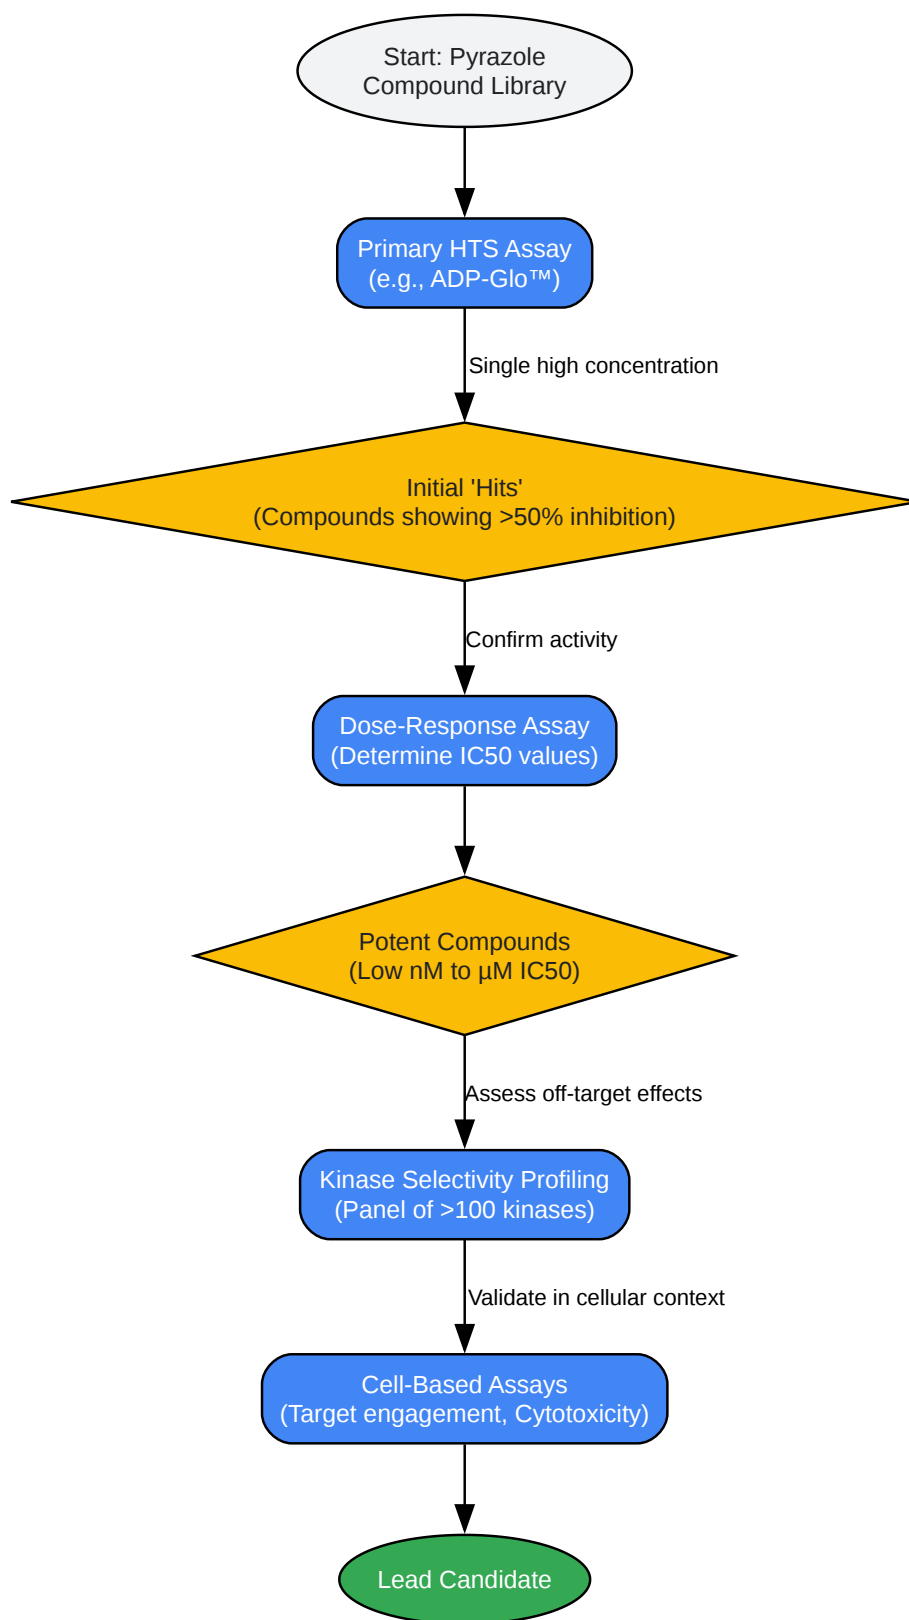 Start: Pyrazole
Compound Library
Primary HTS Assay
(e.g., ADP-Glo™)
Single high concentration
Initial 'Hits'
(Compounds showing >50% inhibition)
Confirm activity
Dose-Response Assay
(Determine IC50 values)
Potent Compounds
(Low nM to µM IC50)
Assess off-target effects
Kinase Selectivity Profiling
(Panel of >100 kinases)
Validate in cellular context
Cell-Based Assays
(Target engagement, Cytotoxicity)
Lead Candidate